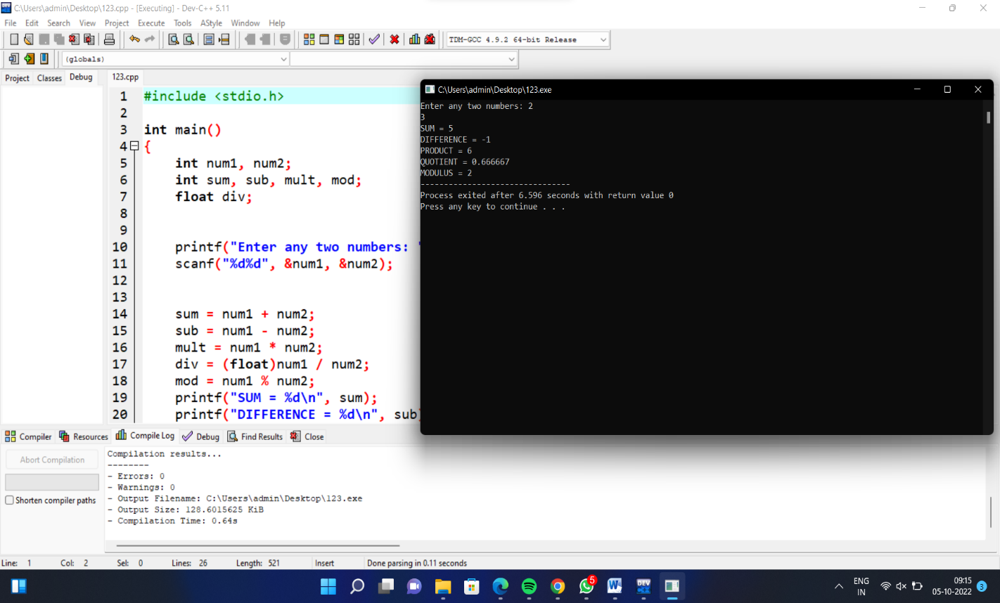 C:\Users\admin\Desktop\123.cpp - [Executing] - Dev-C++ 5.11
File Edit Search View Project Execute Tools AStyle Window Help
TDM-GCC 4.9.2 64-bit Release
(globals)
Project Classes Debug 123.cpp
1 #include <stdio.h>
2
3 int main()
4 {
5 int num1, num2;
6 int sum, sub, mult, mod;
7 float div;
8
9
10 printf("Enter any two numbers: "
11 scanf("%d%d", &num1, &num2);
12
13
14 sum = num1 + num2;
15 sub = num1 - num2;
16 mult = num1 * num2;
17 div = (float)num1 / num2;
18 mod = num1 % num2;
19 printf("SUM = %d\n", sum);
20 printf("DIFFERENCE = %d\n", sub)
C:\Users\admin\Desktop\123.exe
Enter any two numbers: 2
3
SUM = 5
DIFFERENCE = -1
PRODUCT = 6
QUOTIENT = 0.666667
MODULUS = 2
--------------------------------
Process exited after 6.596 seconds with return value 0
Press any key to continue . . .
Compiler Resources Compile Log Debug Find Results Close
Abort Compilation
Shorten compiler paths
Compilation results...
--------
- Errors: 0
- Warnings: 0
- Output Filename: C:\Users\admin\Desktop\123.exe
- Output Size: 128.6015625 KiB
- Compilation Time: 0.64s
Line: 1 Col: 2 Sel: 0 Lines: 26 Length: 521 Insert Done parsing in 0.11 seconds
5
DEV
ENG
IN
09:15
05-10-2022
3